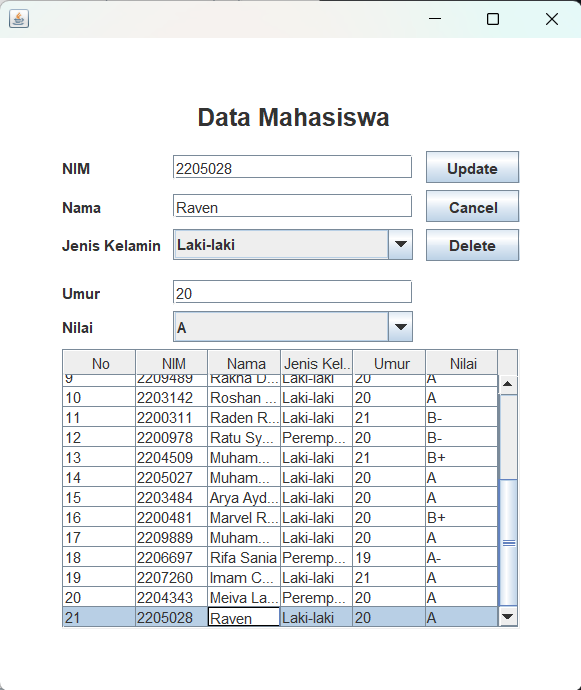 Data Mahasiswa
NIM 2205028 Update
Nama Raven Cancel
Jenis Kelamin Laki-laki Delete
Umur 20
Nilai A
No NIM Nama Jenis Kel... Umur Nilai
9 2209489 Rakha D... Laki-laki 20 A
10 2203142 Roshan ... Laki-laki 20 A
11 2200311 Raden R... Laki-laki 21 B-
12 2200978 Ratu Sy... Peremp... 20 B-
13 2204509 Muham... Laki-laki 21 B+
14 2205027 Muham... Laki-laki 20 A
15 2203484 Arya Ayd... Laki-laki 20 A
16 2200481 Marvel R... Laki-laki 20 B+
17 2209889 Muham... Laki-laki 20 A
18 2206697 Rifa Sania Peremp... 19 A-
19 2207260 Imam C... Laki-laki 21 A
20 2204343 Meiva La... Peremp... 20 A
21 2205028 Raven Laki-laki 20 A